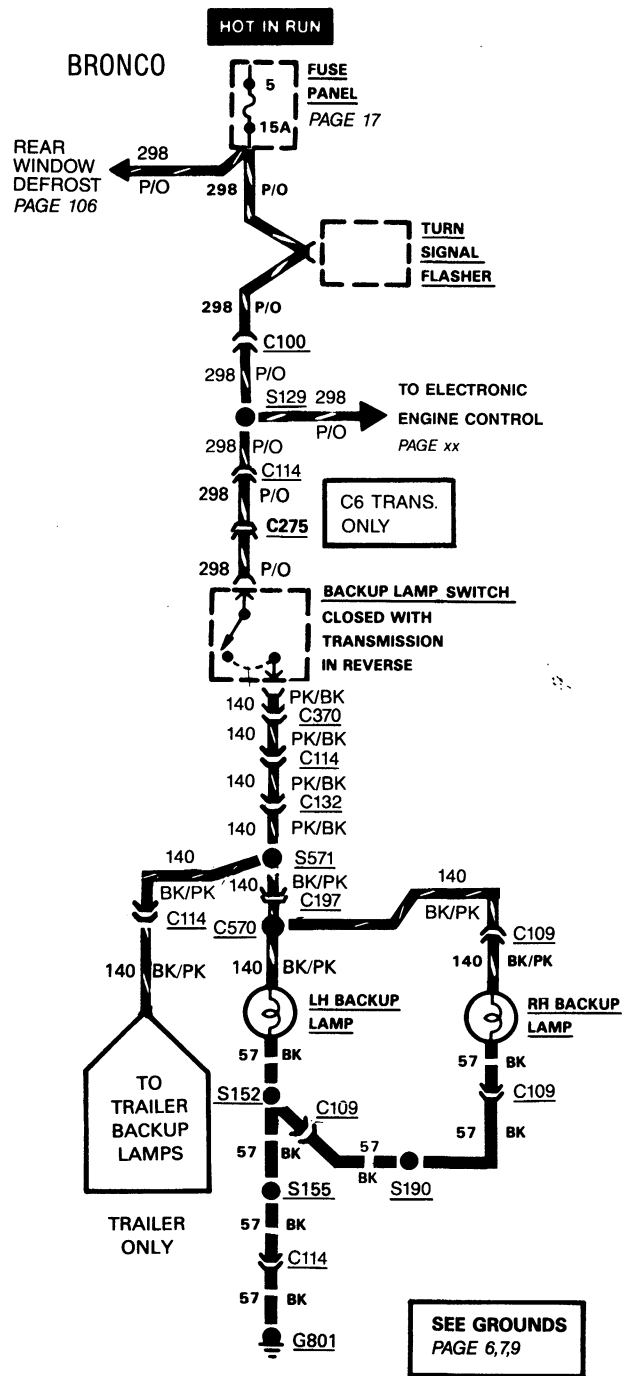 HOT IN RUN
BRONCO
5
15A
FUSE
PANEL
PAGE 17
REAR
WINDOW
DEFROST
PAGE 106
298
P/O
298 P/O
TURN
SIGNAL
FLASHER
298 P/O
C100
298 P/O
S129 298
P/O
TO ELECTRONIC
ENGINE CONTROL
PAGE xx
298 P/O
C114
298 P/O
C275
C6 TRANS.
ONLY
298 P/O
BACKUP LAMP SWITCH
CLOSED WITH
TRANSMISSION
IN REVERSE
140 PK/BK
C370
140 PK/BK
C114
140 PK/BK
C132
140 PK/BK
S571
140
BK/PK
140 BK/PK
C197
140
BK/PK
C114
C570
C109
140 BK/PK
140 BK/PK
140 BK/PK
LH BACKUP
LAMP
RH BACKUP
LAMP
57 BK
57 BK
TO
TRAILER
BACKUP
LAMPS
S152
C109
C109
57 BK
57
BK
57 BK
S190
S155
TRAILER
ONLY
57 BK
C114
57 BK
G801
SEE GROUNDS
PAGE 6,7,9